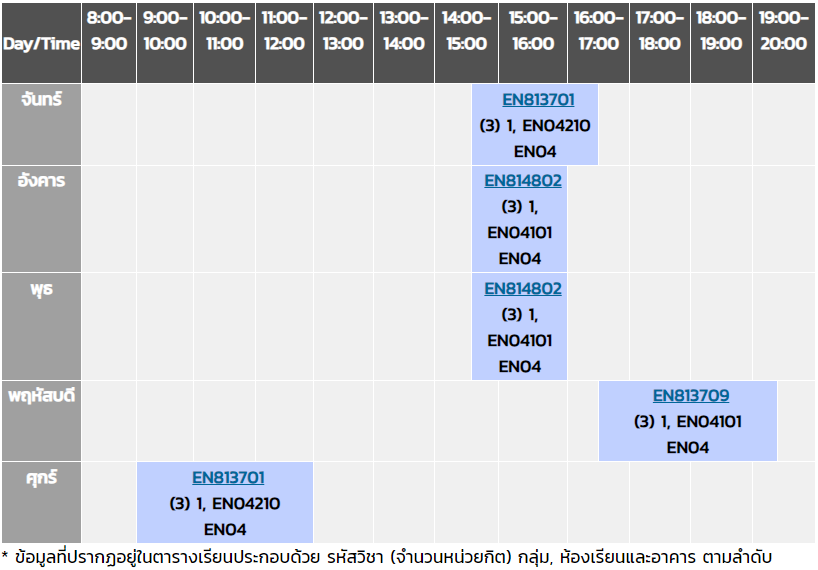 Day/Time 8:00-9:00 9:00-10:00 10:00-11:00 11:00-12:00 12:00-13:00 13:00-14:00 14:00-15:00 15:00-16:00 16:00-17:00 17:00-18:00 18:00-19:00 19:00-20:00
จันทร์
EN813701
(3) 1, EN04210
EN04
อังคาร
EN814802
(3) 1,
EN04101
EN04
พุธ
EN814802
(3) 1,
EN04101
EN04
พฤหัสบดี
EN813709
(3) 1, EN04101
EN04
ศุกร์
EN813701
(3) 1, EN04210
EN04
* ข้อมูลที่ปรากฏอยู่ในตารางเรียนประกอบด้วย รหัสวิชา (จำนวนหน่วยกิต) กลุ่ม, ห้องเรียนและอาคาร ตามลำดับ